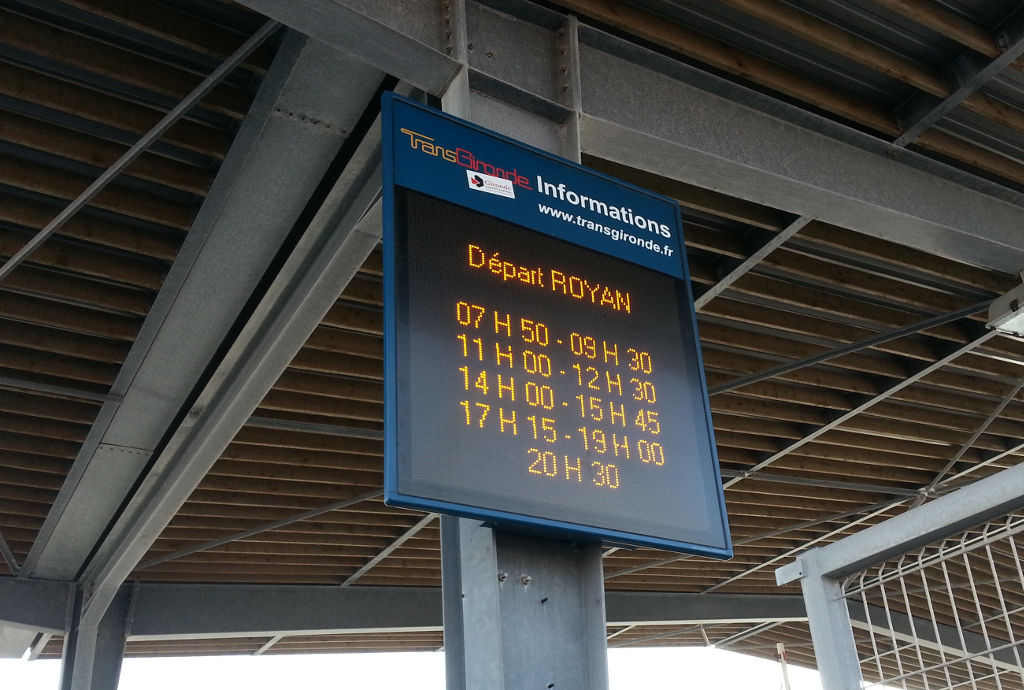 TransGironde
Gironde
Informations
www.transgironde.fr
Départ ROYAN
07 H 50 - 09 H 30
11 H 00 - 12 H 30
14 H 00 - 15 H 45
17 H 15 - 19 H 00
20 H 30